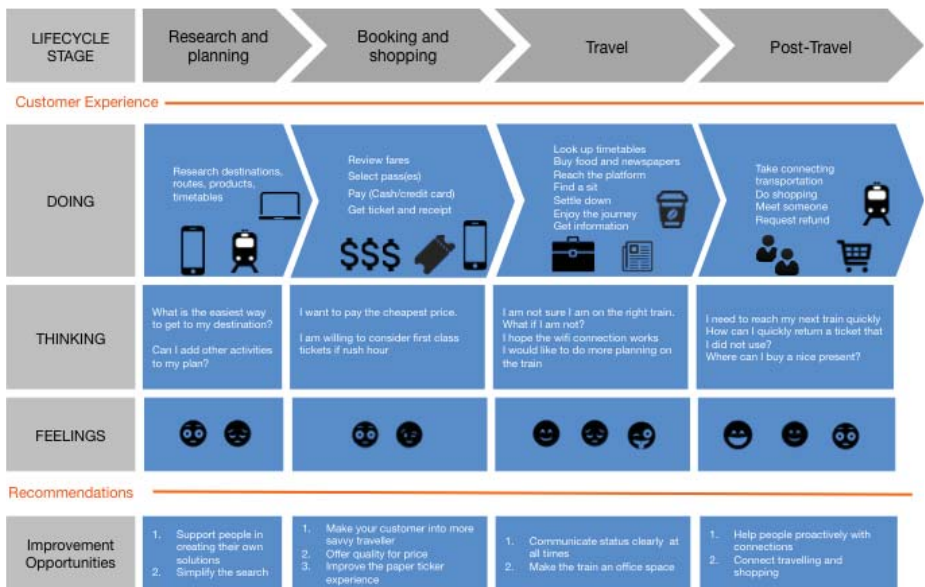 LIFECYCLE
STAGE
Research and
planning
Booking and
shopping
Travel
Post-Travel
Customer Experience
DOING
Research destinations,
routes, products,
timetables
Review fares
Select pass(es)
Pay (Cash/credit card)
Get ticket and receipt
$$$
Look up timetables
Buy food and newspapers
Reach the platform
Find a sit
Settle down
Enjoy the journey
Get information
Take connecting
transportation
Do shopping
Meet someone
Request refund
THINKING
What is the easiest way
to get to my destination?
Can I add other activities
to my plan?
I want to pay the cheapest price.
I am willing to consider first class
tickets if rush hour
I am not sure I am on the right train.
What if I am not?
I hope the wifi connection works
I would like to do more planning on
the train
I need to reach my next train quickly
How can I quickly return a ticket that
I did not use?
Where can I buy a nice present?
FEELINGS
Recommendations
Improvement
Opportunities
1. Support people in
creating their own
solutions
2. Simplify the search
1. Make your customer into more
savvy traveller
2. Offer quality for price
3. Improve the paper ticker
experience
1. Communicate status clearly at
all times
2. Make the train an office space
1. Help people proactively with
connections
2. Connect travelling and
shopping